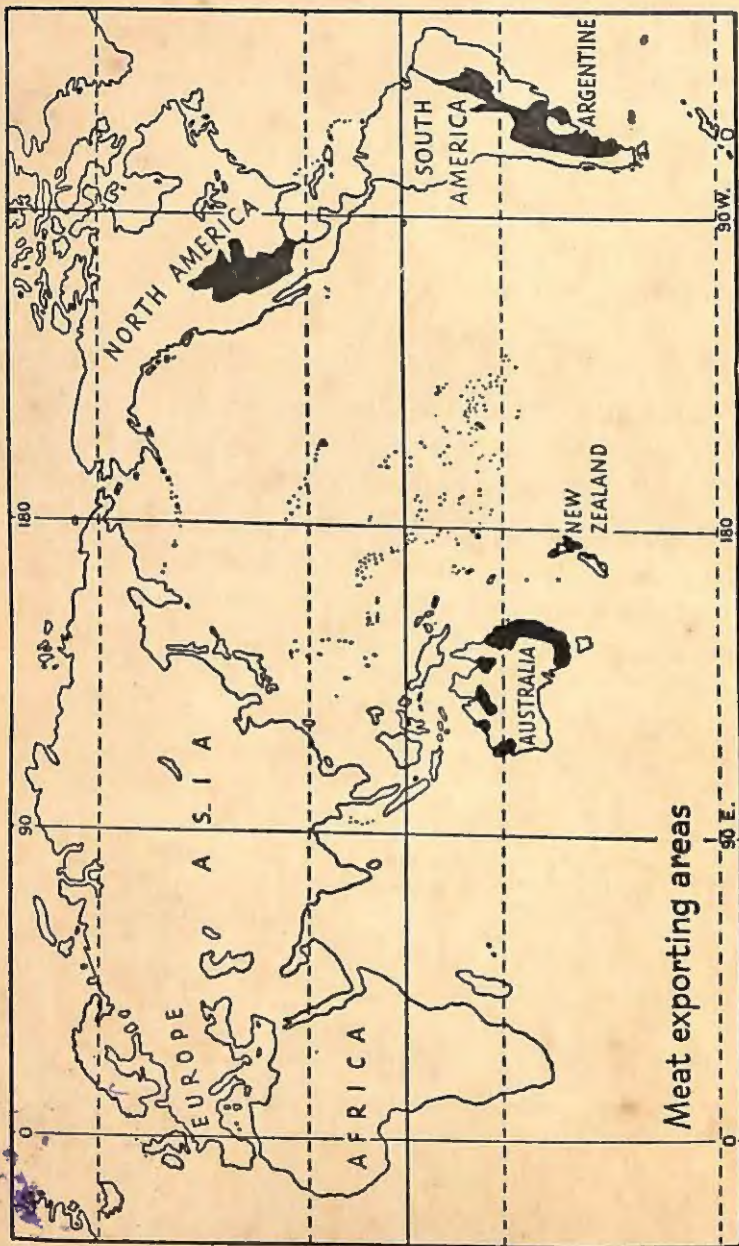 0
90
180
NORTH AMERICA
EUROPE
ASIA
AFRICA
SOUTH
AMERICA
ARGENTINE
AUSTRALIA
NEW
ZEALAND
Meat exporting areas
0
90 E.
180
90 W.